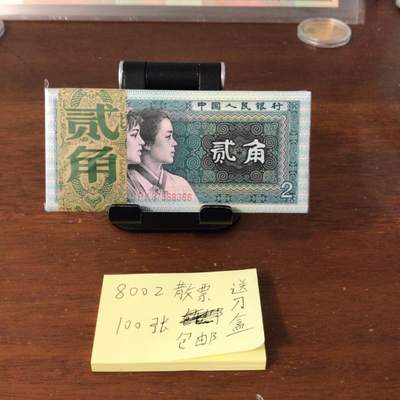 中国人民银行
贰角
贰角
2
8002 散票
100张
包邮
送刀盒